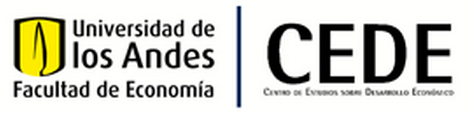 Universidad de
los Andes
Facultad de Economía
CEDE
Centro de Estudios sobre Desarrollo Económico